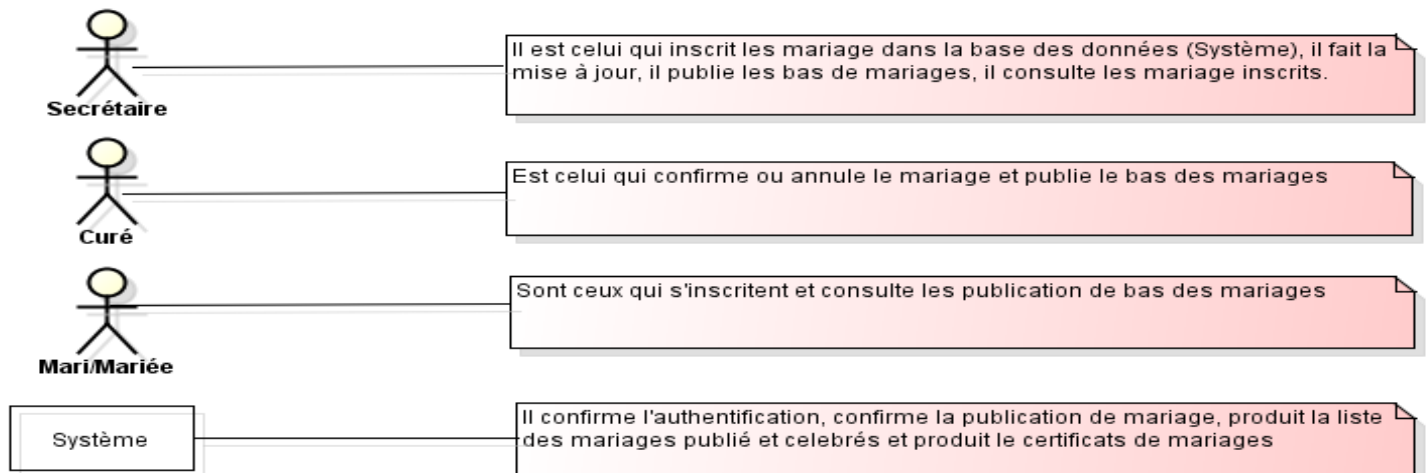 Il est celui qui inscrit les mariage dans la base des données (Système), il fait la
mise à jour, il publie les bas de mariages, il consulte les mariage inscrits.
Secrétaire
Est celui qui confirme ou annule le mariage et publie le bas des mariages
Curé
Sont ceux qui s'inscritent et consulte les publication de bas des mariages
Mari/Mariée
Il confirme l'authentification, confirme la publication de mariage, produit la liste
des mariages publié et celebrés et produit le certificats de mariages
Système